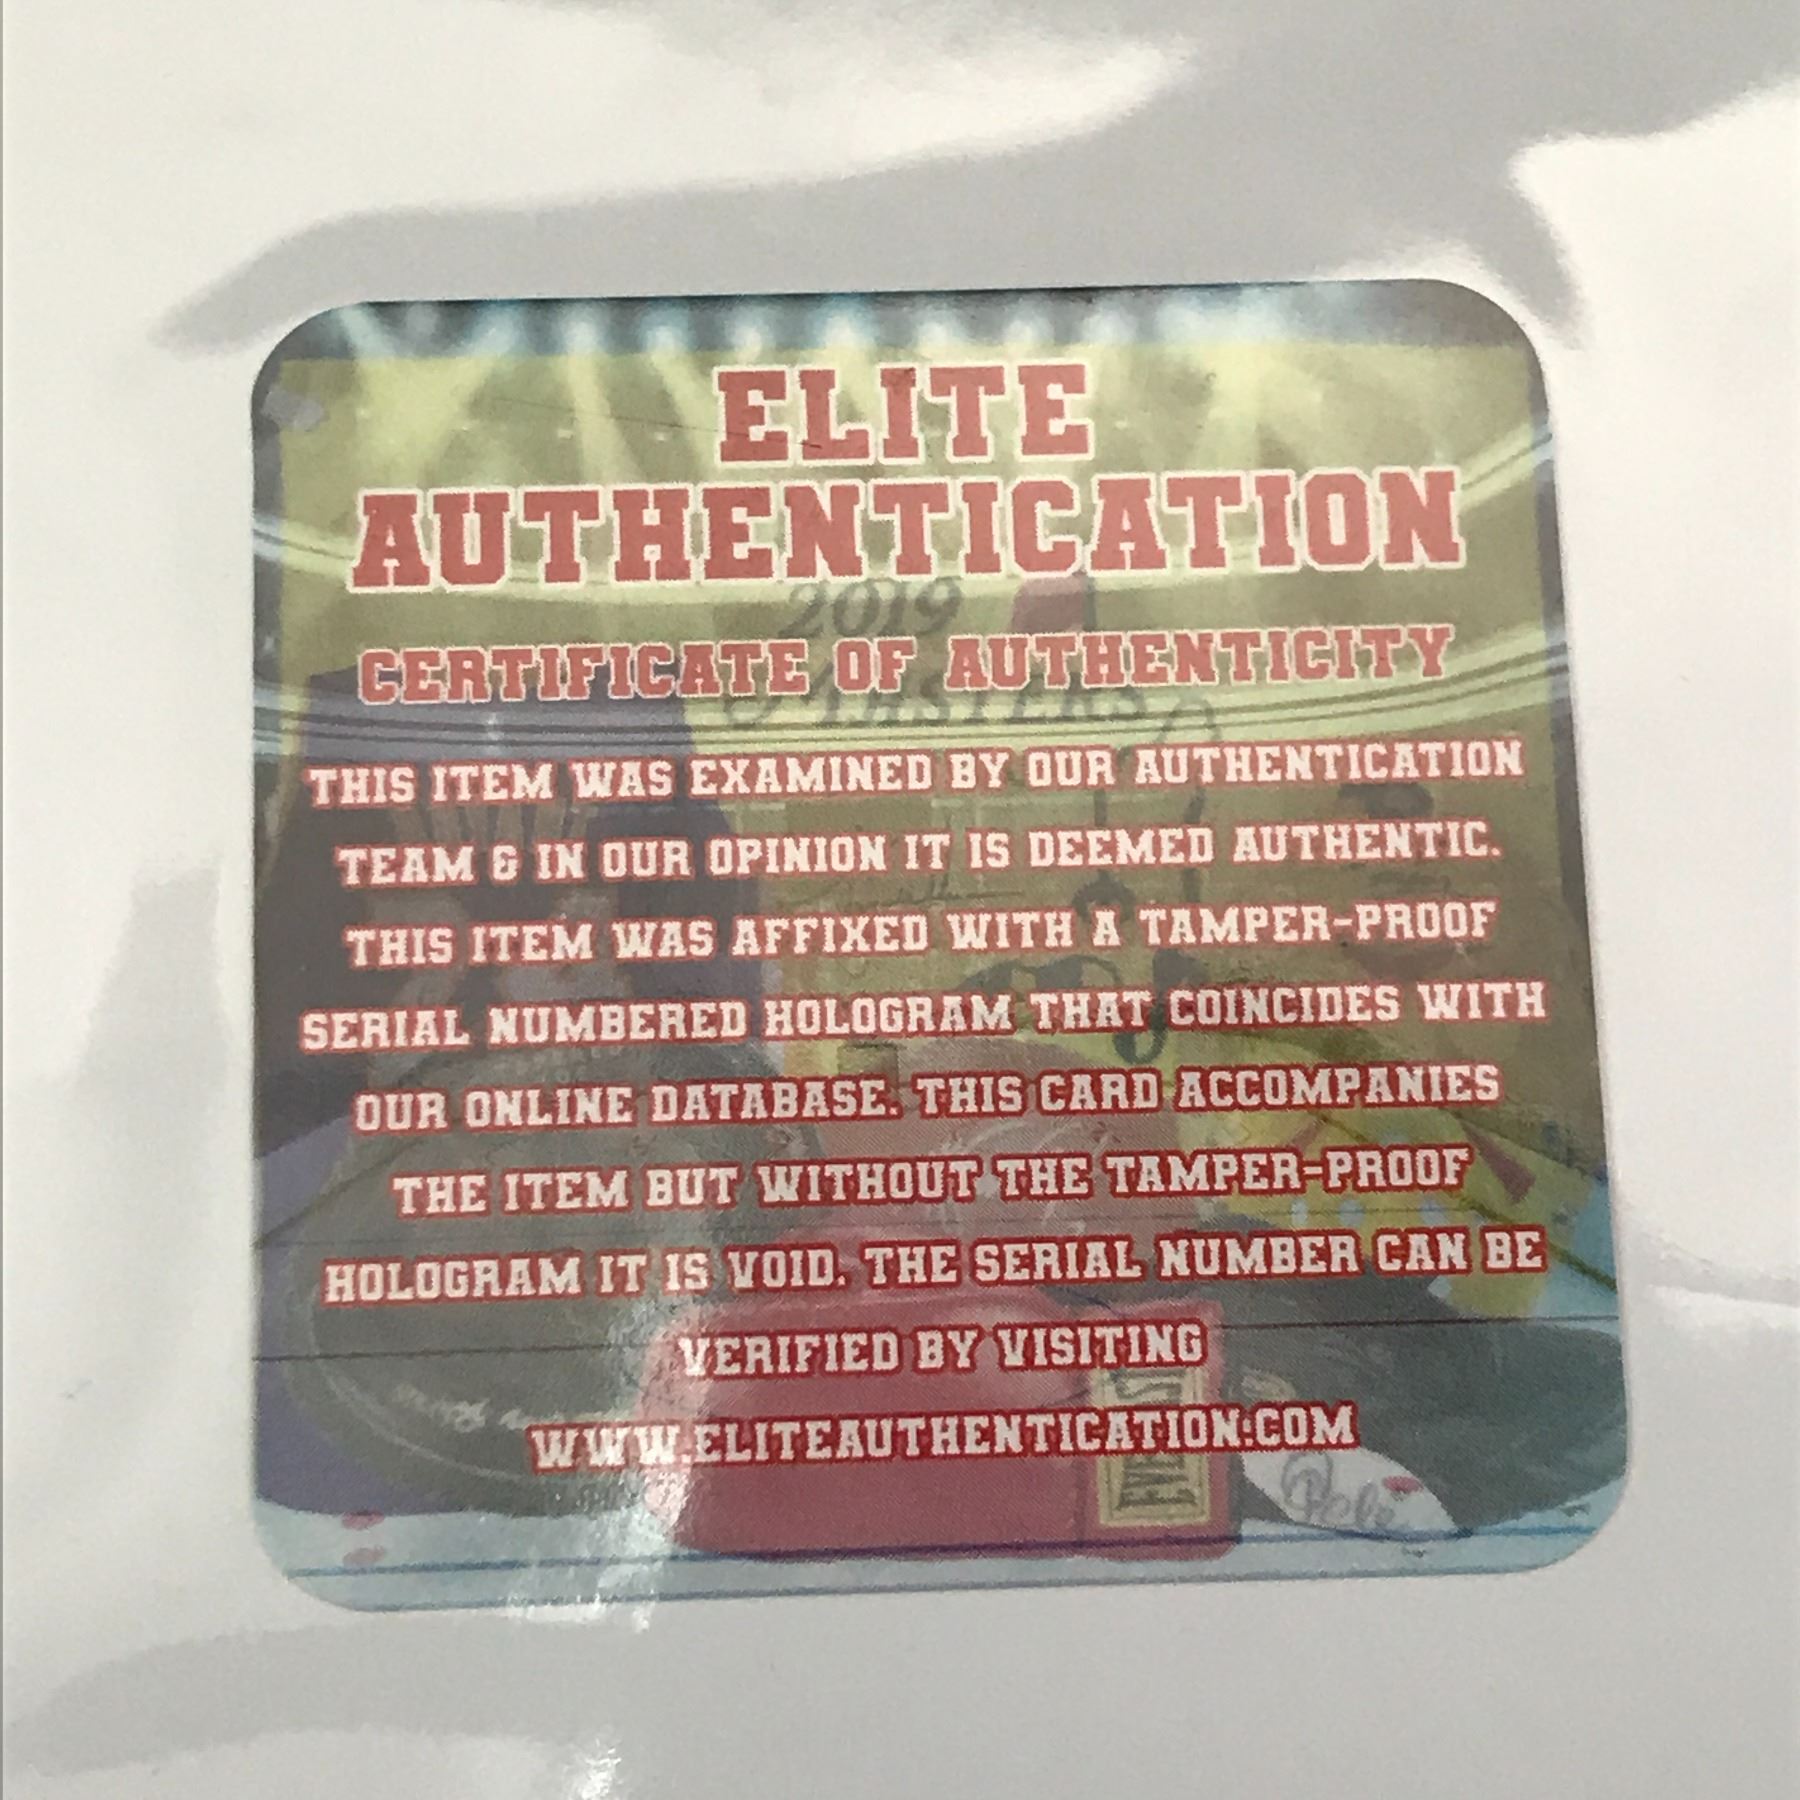 ELITE
AUTHENTICATION
2019
CERTIFICATE OF AUTHENTICITY
MASTERS
THIS ITEM WAS EXAMINED BY OUR AUTHENTICATION
TEAM & IN OUR OPINION IT IS DEEMED AUTHENTIC.
THIS ITEM WAS AFFIXED WITH A TAMPER-PROOF
SERIAL NUMBERED HOLOGRAM THAT COINCIDES WITH
OUR ONLINE DATABASE. THIS CARD ACCOMPANIES
THE ITEM BUT WITHOUT THE TAMPER-PROOF
HOLOGRAM IT IS VOID. THE SERIAL NUMBER CAN BE
VERIFIED BY VISITING
WWW.ELITEAUTHENTICATION.COM
Pele